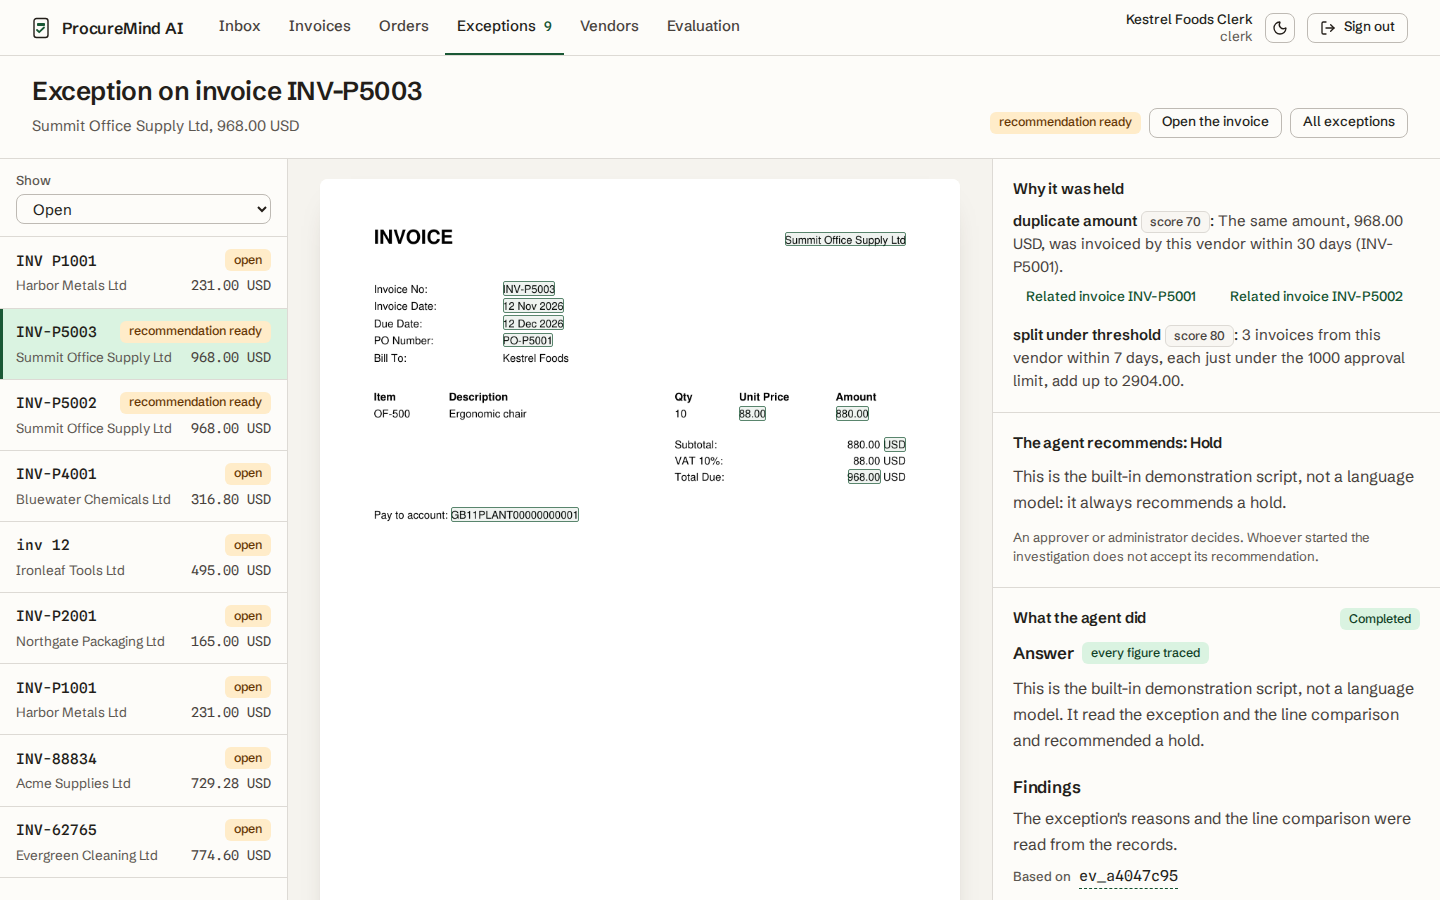 ProcureMind AI
Inbox
Invoices
Orders
Exceptions 9
Vendors
Evaluation
Kestrel Foods Clerk
clerk
Sign out
Exception on invoice INV-P5003
Summit Office Supply Ltd, 968.00 USD
recommendation ready
Open the invoice
All exceptions
Show
Open
INV P1001 open
Harbor Metals Ltd 231.00 USD
INV-P5003 recommendation ready
Summit Office Supply Ltd 968.00 USD
INV-P5002 recommendation ready
Summit Office Supply Ltd 968.00 USD
INV-P4001 open
Bluewater Chemicals Ltd 316.80 USD
inv 12 open
Ironleaf Tools Ltd 495.00 USD
INV-P2001 open
Northgate Packaging Ltd 165.00 USD
INV-P1001 open
Harbor Metals Ltd 231.00 USD
INV-88834 open
Acme Supplies Ltd 729.28 USD
INV-62765 open
Evergreen Cleaning Ltd 774.60 USD
INVOICE
Summit Office Supply Ltd
Invoice No: INV-P5003
Invoice Date: 12 Nov 2026
Due Date: 12 Dec 2026
PO Number: PO-P5001
Bill To: Kestrel Foods
Item Description Qty Unit Price Amount
OF-500 Ergonomic chair 10 88.00 880.00
Subtotal: 880.00 USD
VAT 10%: 88.00 USD
Total Due: 968.00 USD
Pay to account: GB11PLANT00000000001
Why it was held
duplicate amount score 70 : The same amount, 968.00
USD, was invoiced by this vendor within 30 days (INV-
P5001).
Related invoice INV-P5001 Related invoice INV-P5002
split under threshold score 80 : 3 invoices from this
vendor within 7 days, each just under the 1000 approval
limit, add up to 2904.00.
The agent recommends: Hold
This is the built-in demonstration script, not a language
model: it always recommends a hold.
An approver or administrator decides. Whoever started the
investigation does not accept its recommendation.
What the agent did Completed
Answer every figure traced
This is the built-in demonstration script, not a language
model. It read the exception and the line comparison
and recommended a hold.
Findings
The exception's reasons and the line comparison were
read from the records.
Based on ev_a4047c95